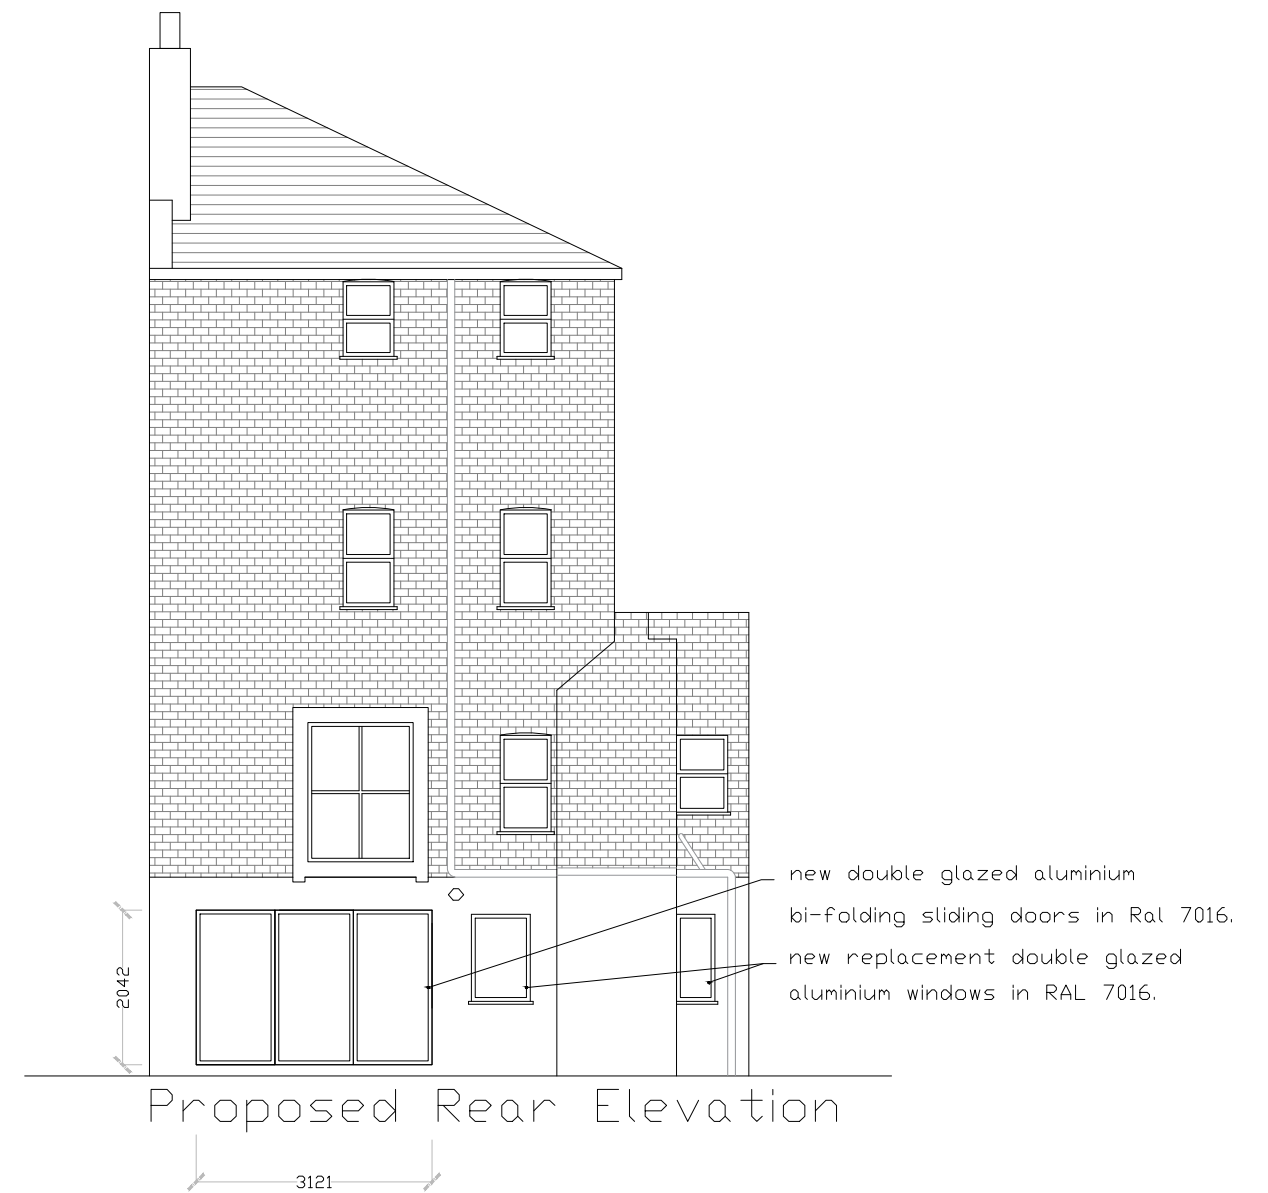 new double glazed aluminium
bi-folding sliding doors in Ral 7016.
new replacement double glazed
aluminium windows in RAL 7016.
2042
Proposed Rear Elevation
3121